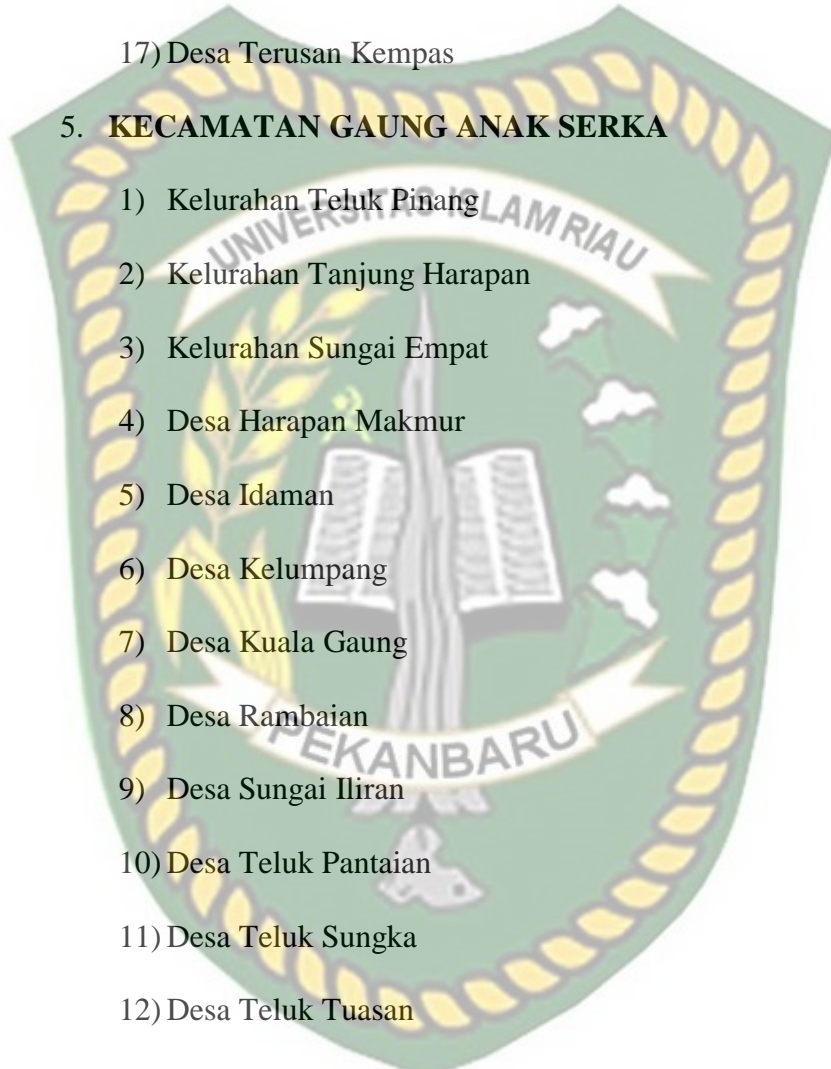 17) Desa Terusan Kempas
5. KECAMATAN GAUNG ANAK SERKA
1) Kelurahan Teluk Pinang
UNIVERSITAS ISLAM RIAU
2) Kelurahan Tanjung Harapan
3) Kelurahan Sungai Empat
4) Desa Harapan Makmur
5) Desa Idaman
6) Desa Kelumpang
7) Desa Kuala Gaung
8) Desa Rambaian
PEKANBARU
9) Desa Sungai Iliran
10) Desa Teluk Pantaian
11) Desa Teluk Sungka
12) Desa Teluk Tuasan